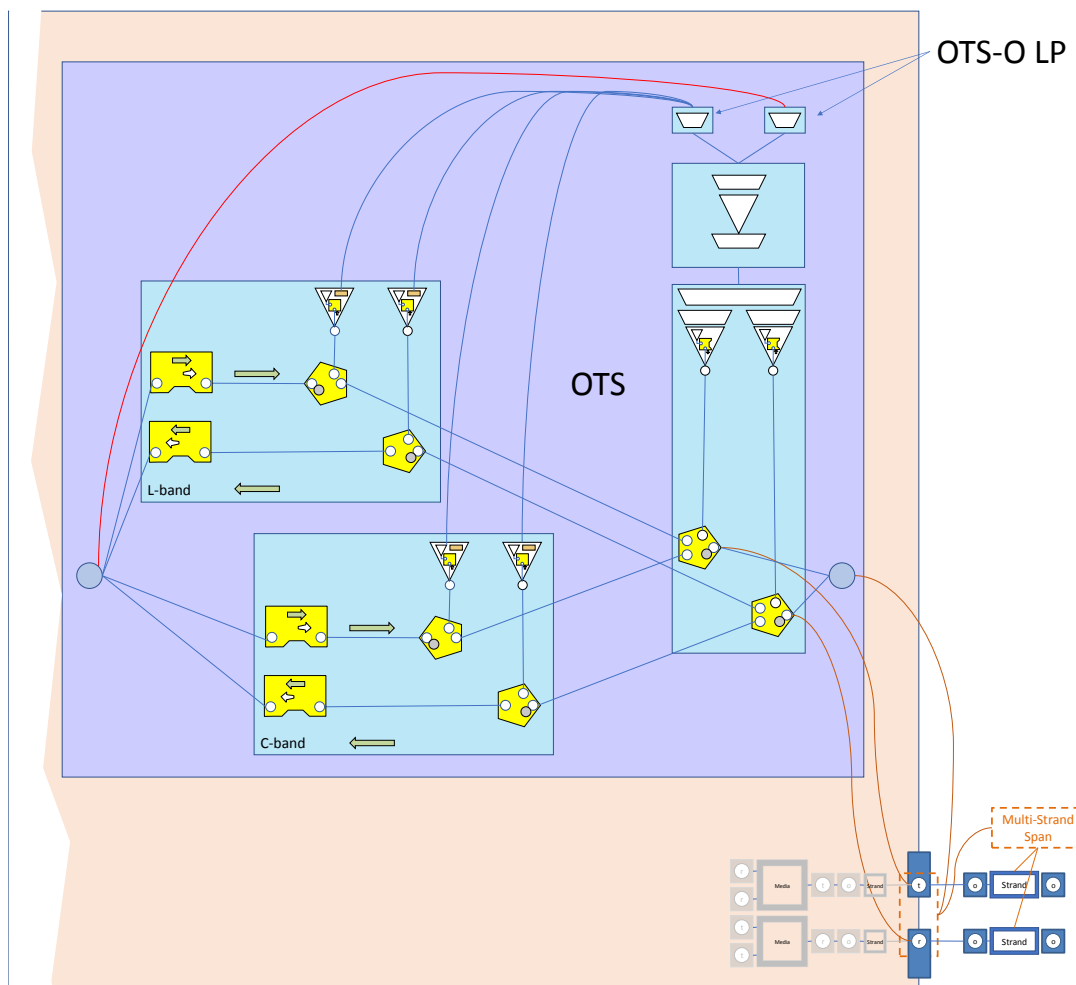 OTS-O LP
OTS
L-band
C-band
Multi-Strand
Span
r
r
Media
t
o
Strand
t
o
Strand
o
t
t
Media
r
o
Strand
r
o
Strand
o